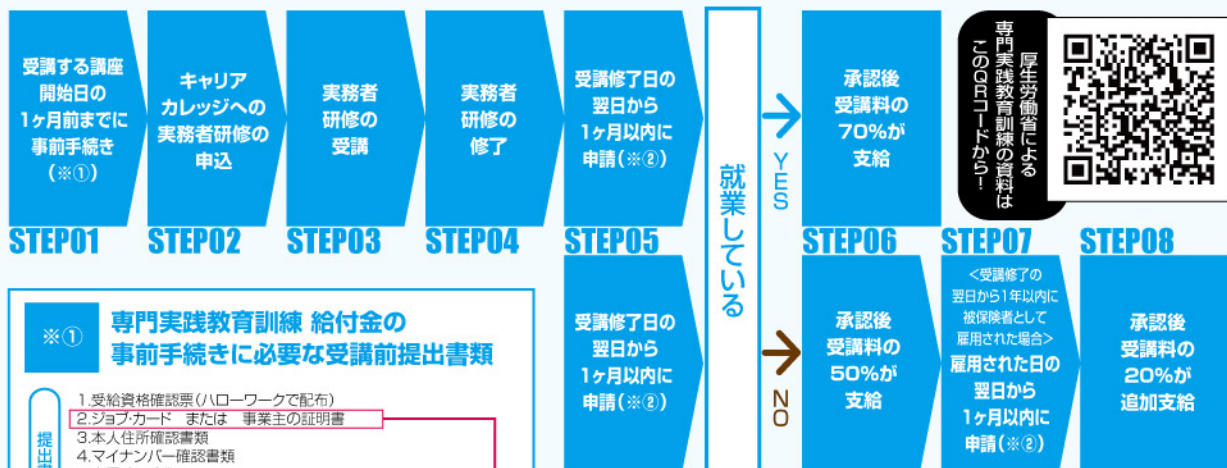 受講する講座
開始日の
1ヶ月前までに
事前手続き
(※①)
STEP01
キャリア
カレッジへの
実務者研修の
申込
STEP02
実務者
研修の
受講
STEP03
実務者
研修の
修了
STEP04
受講修了日の
翌日から
1ヶ月以内に
申請(※②)
STEP05
就業している
YES
承認後
受講料の
70%が
支給
厚生労働省による
専門実践教育訓練の資料は
このQRコードから!
受講修了日の
翌日から
1ヶ月以内に
申請(※②)
NO
STEP06
承認後
受講料の
50%が
支給
STEP07
<受講修了の
翌日から1年以内に
被保険者として
雇用された場合>
雇用された日の
翌日から
1ヶ月以内に
申請(※②)
STEP08
承認後
受講料の
20%が
追加支給
※①
専門実践教育訓練 給付金の
事前手続きに必要な受講前提出書類
提出書
1.受給資格確認票(ハローワークで配布)
2.ジョブ・カード または 事業主の証明書
3.本人住所確認書類
4.マイナンバー確認書類